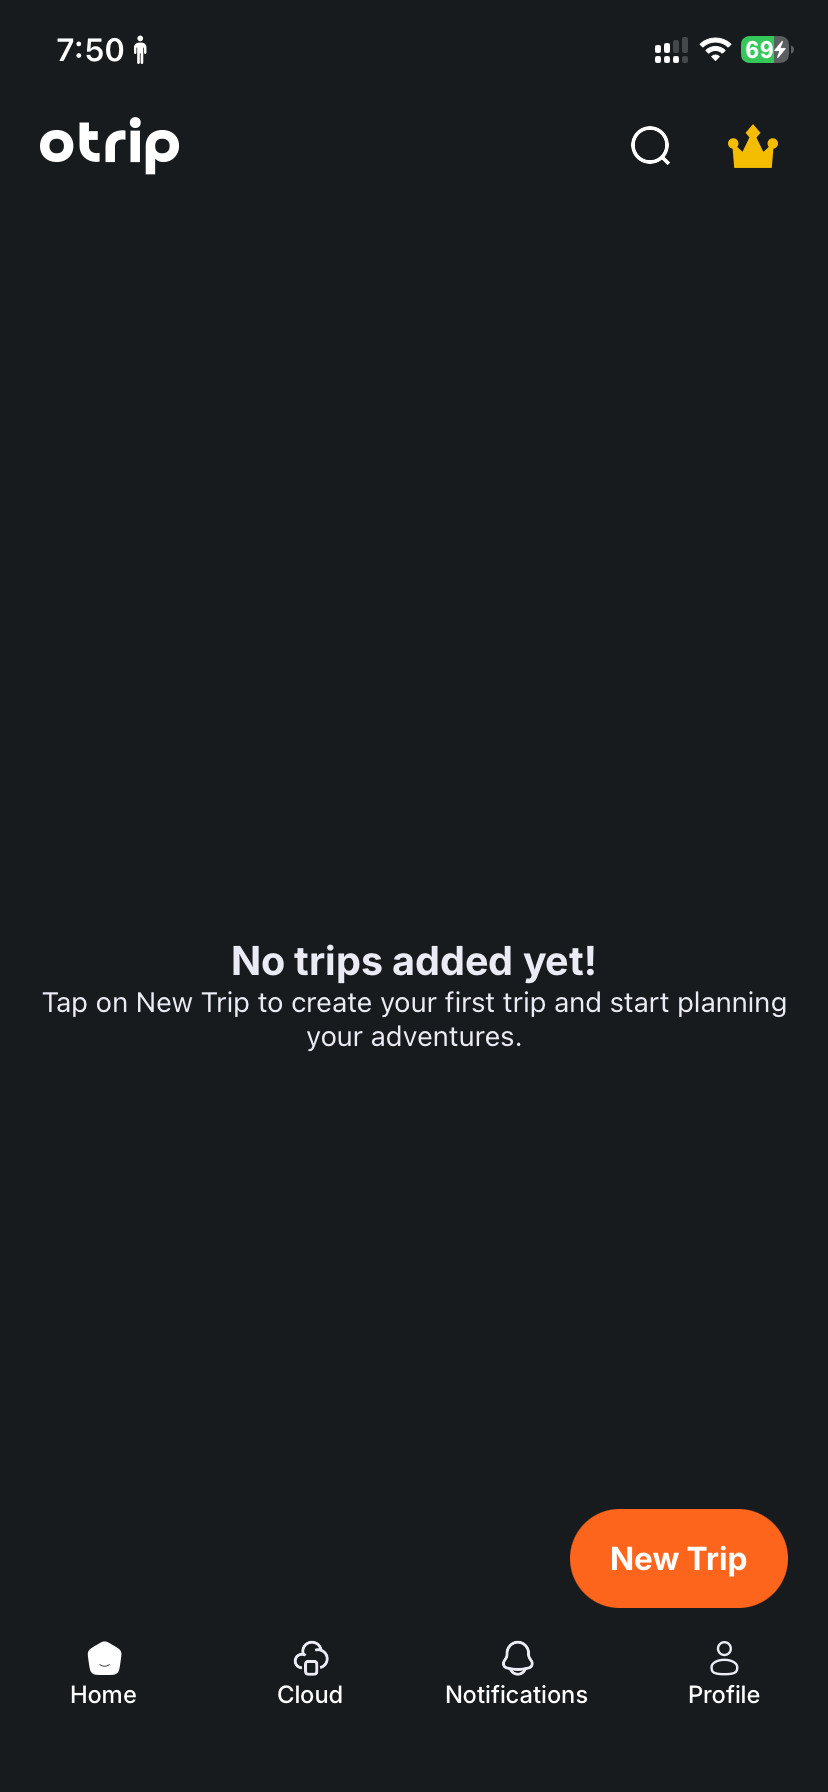 7:50
69
otrip
No trips added yet!
Tap on New Trip to create your first trip and start planning
your adventures.
New Trip
Home
Cloud
Notifications
Profile